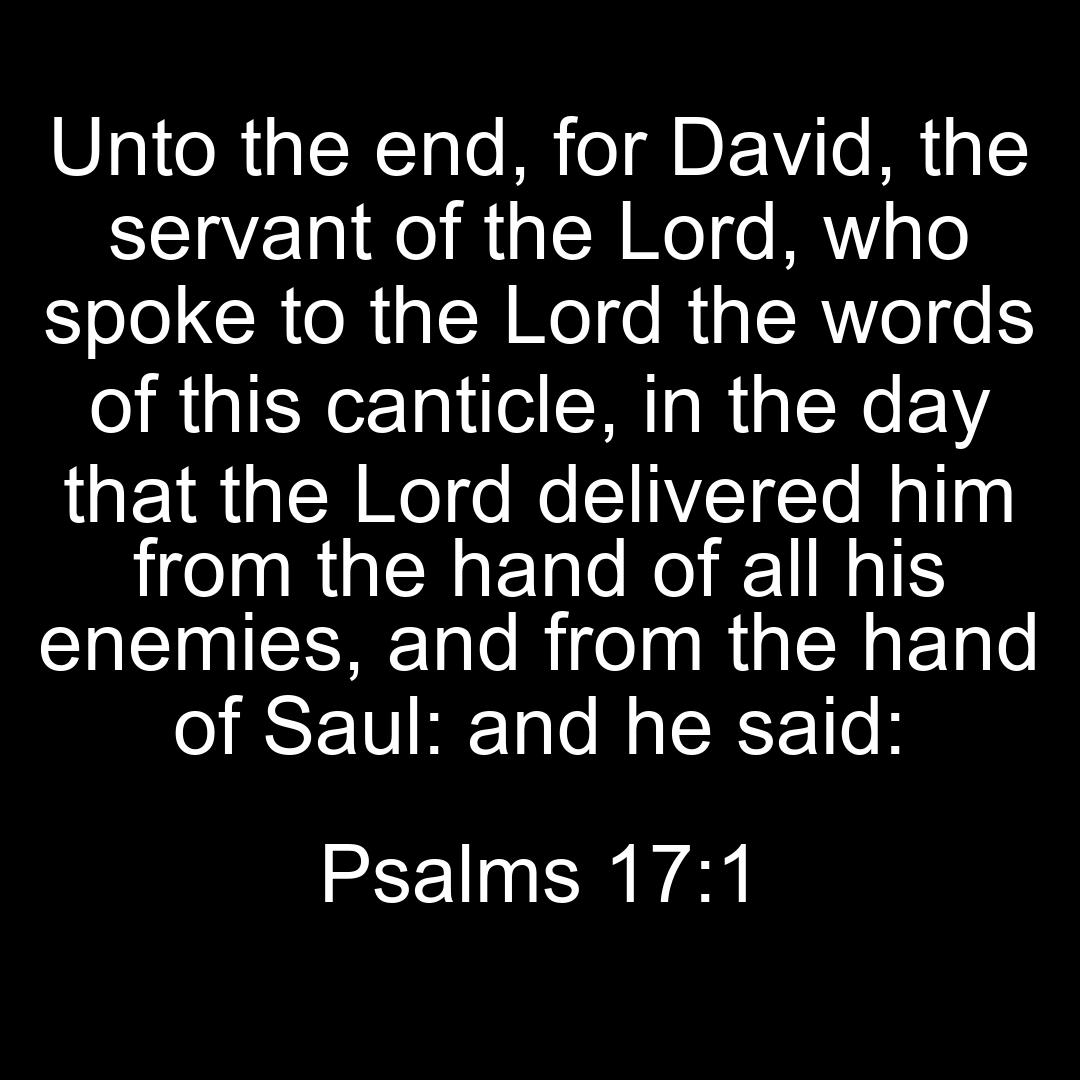 Unto the end, for David, the
servant of the Lord, who
spoke to the Lord the words
of this canticle, in the day
that the Lord delivered him
from the hand of all his
enemies, and from the hand
of Saul: and he said:
Psalms 17:1